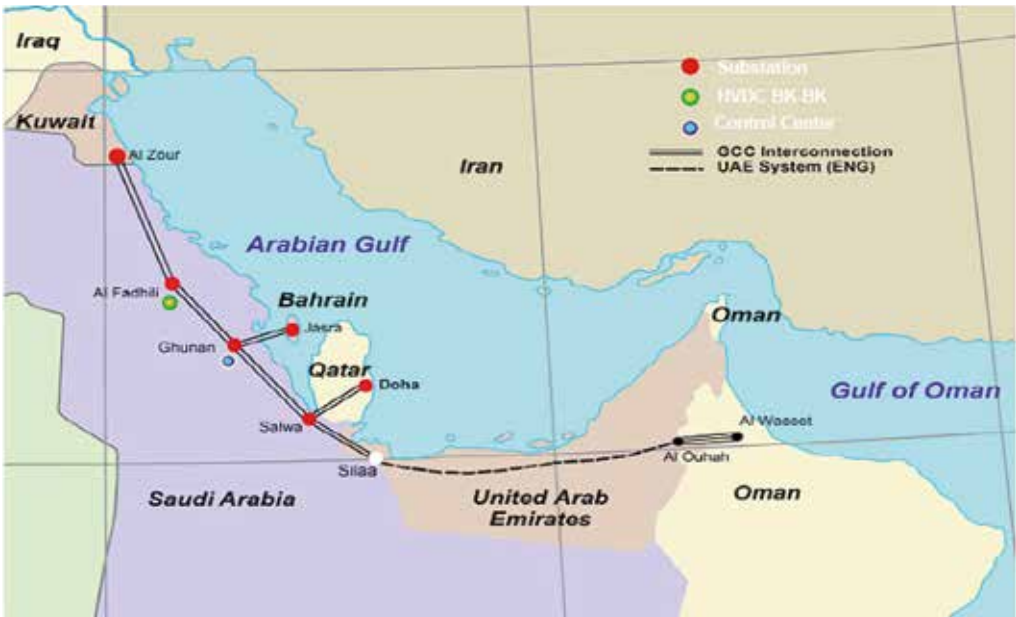 Iraq
Substation
HVDC BK-BK
Kuwait
Control Center
Al Zour
GCC Interconnection
UAE System (ENG)
Iran
Arabian Gulf
Al Fadhili
Bahrain
Jasra
Oman
Ghunan
Qatar
Doha
Gulf of Oman
Salwa
Al Wasset
Al Ouhah
Silaa
Saudi Arabia
United Arab
Emirates
Oman